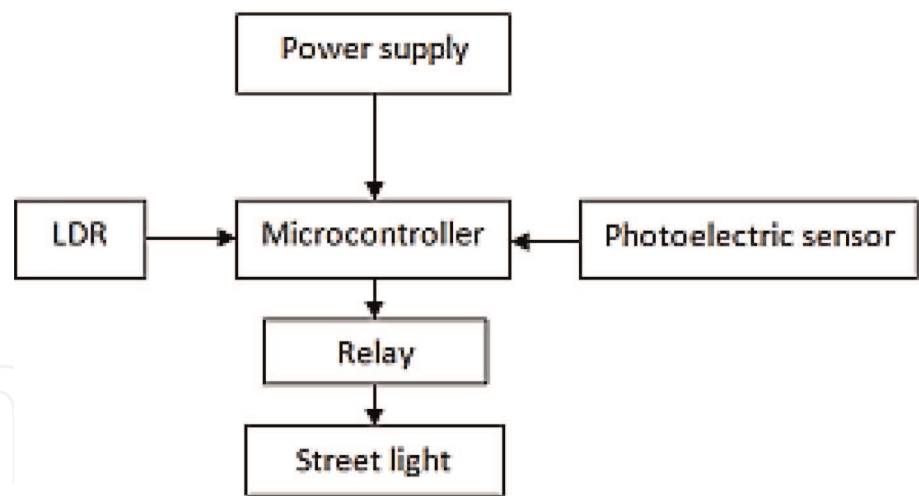 Power supply
LDR
Microcontroller
Photoelectric sensor
Relay
Street light